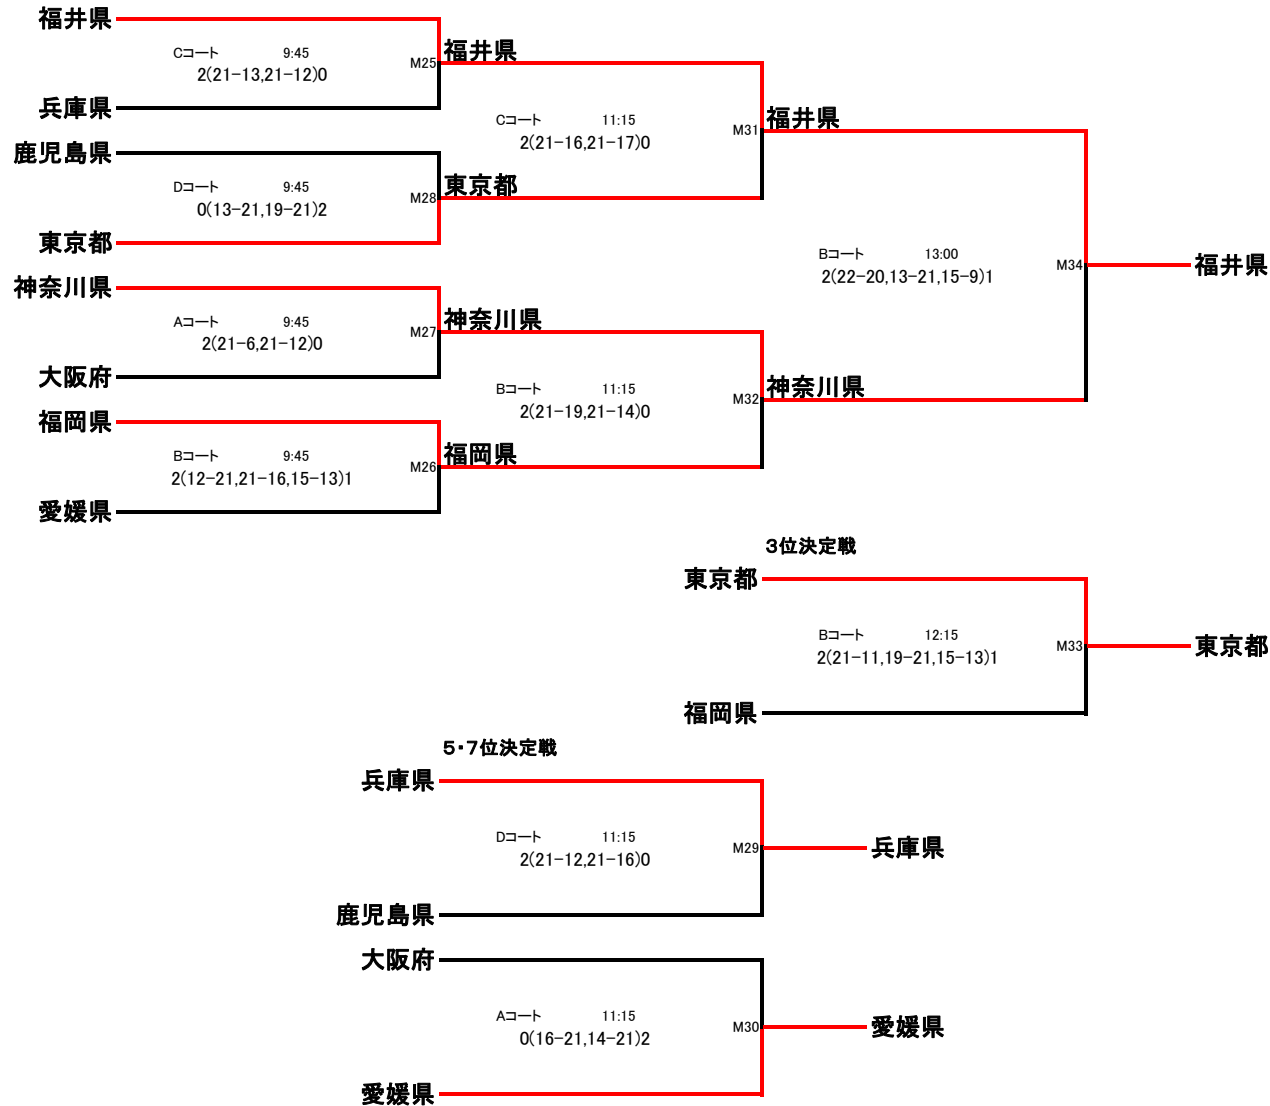 福井県
Cコート 9:45
2(21-13,21-12)0
M25
兵庫県
福井県
鹿児島県
Dコート 9:45
0(13-21,19-21)2
M28
東京都
東京都
Cコート 11:15
2(21-16,21-17)0
M31
福井県
神奈川県
Aコート 9:45
2(21-6,21-12)0
M27
大阪府
神奈川県
福岡県
Bコート 9:45
2(12-21,21-16,15-13)1
M26
愛媛県
福岡県
Bコート 11:15
2(21-19,21-14)0
M32
神奈川県
Bコート 13:00
2(22-20,13-21,15-9)1
M34
福井県
3位決定戦
東京都
Bコート 12:15
2(21-11,19-21,15-13)1
M33
東京都
福岡県
5・7位決定戦
兵庫県
Dコート 11:15
2(21-12,21-16)0
M29
兵庫県
鹿児島県
大阪府
Aコート 11:15
0(16-21,14-21)2
M30
愛媛県
愛媛県